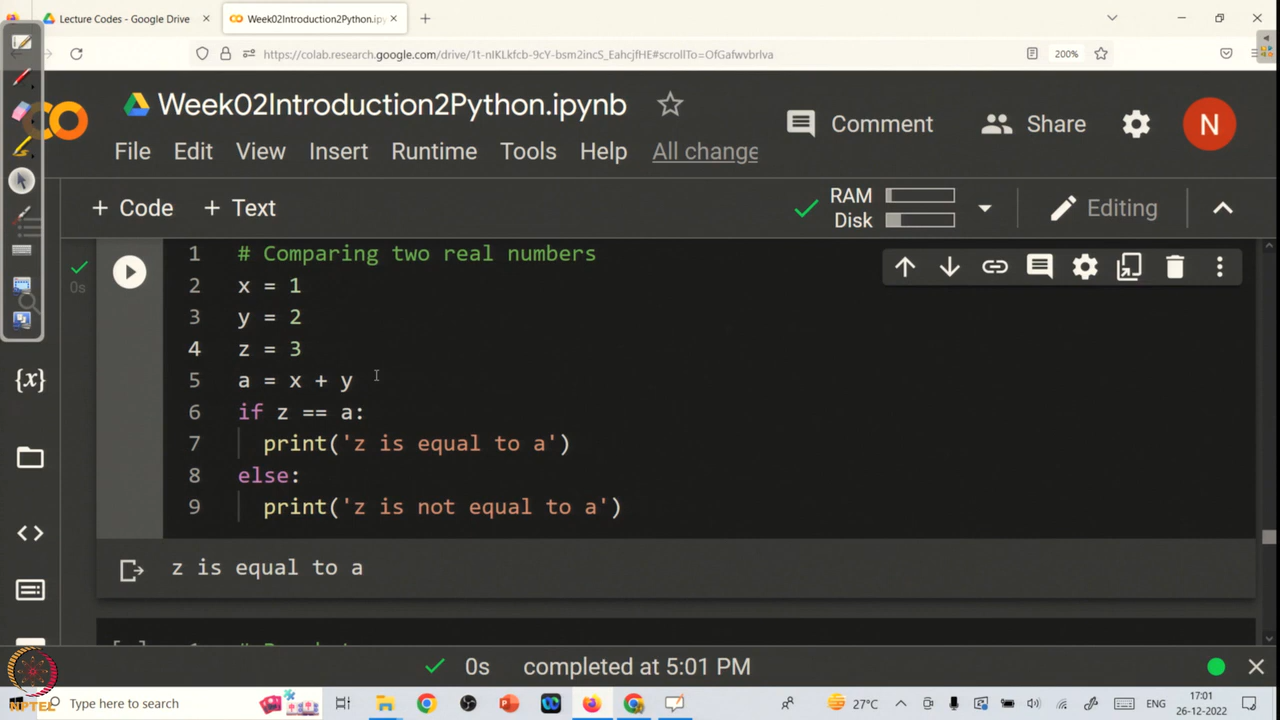 Lecture Codes - Google Drive
Week02Introduction2Python.ipyn
https://colab.research.google.com/drive/1t-nIKLkfcb-9cY-bsm2incS_EahcjfHE#scrollTo=OfGafwvbrlva
200%
Week02Introduction2Python.ipynb
Comment
Share
N
File Edit View Insert Runtime Tools Help All change
+ Code + Text
RAM
Disk
Editing
0s
1 # Comparing two real numbers
2 x = 1
3 y = 2
4 z = 3
5 a = x + y
6 if z == a:
7 print('z is equal to a')
8 else:
9 print('z is not equal to a')
{x}
z is equal to a
0s completed at 5:01 PM
NPTEL
Type here to search
27°C
ENG
17:01
26-12-2022